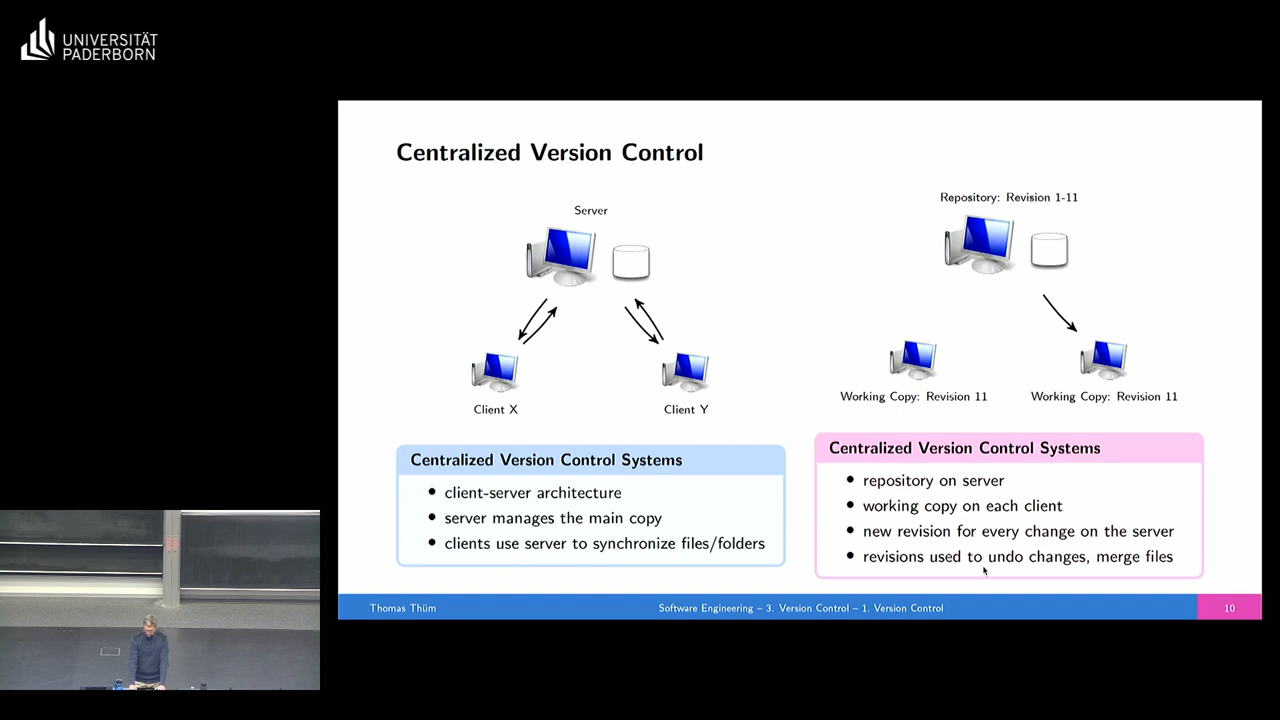 UNIVERSITÄT
PADERBORN
Centralized Version Control
Server
Client X
Client Y
Centralized Version Control Systems
• client-server architecture
• server manages the main copy
• clients use server to synchronize files/folders
Repository: Revision 1-11
Working Copy: Revision 11
Working Copy: Revision 11
Centralized Version Control Systems
• repository on server
• working copy on each client
• new revision for every change on the server
• revisions used to undo changes, merge files
Thomas Thüm
Software Engineering – 3. Version Control – 1. Version Control
10